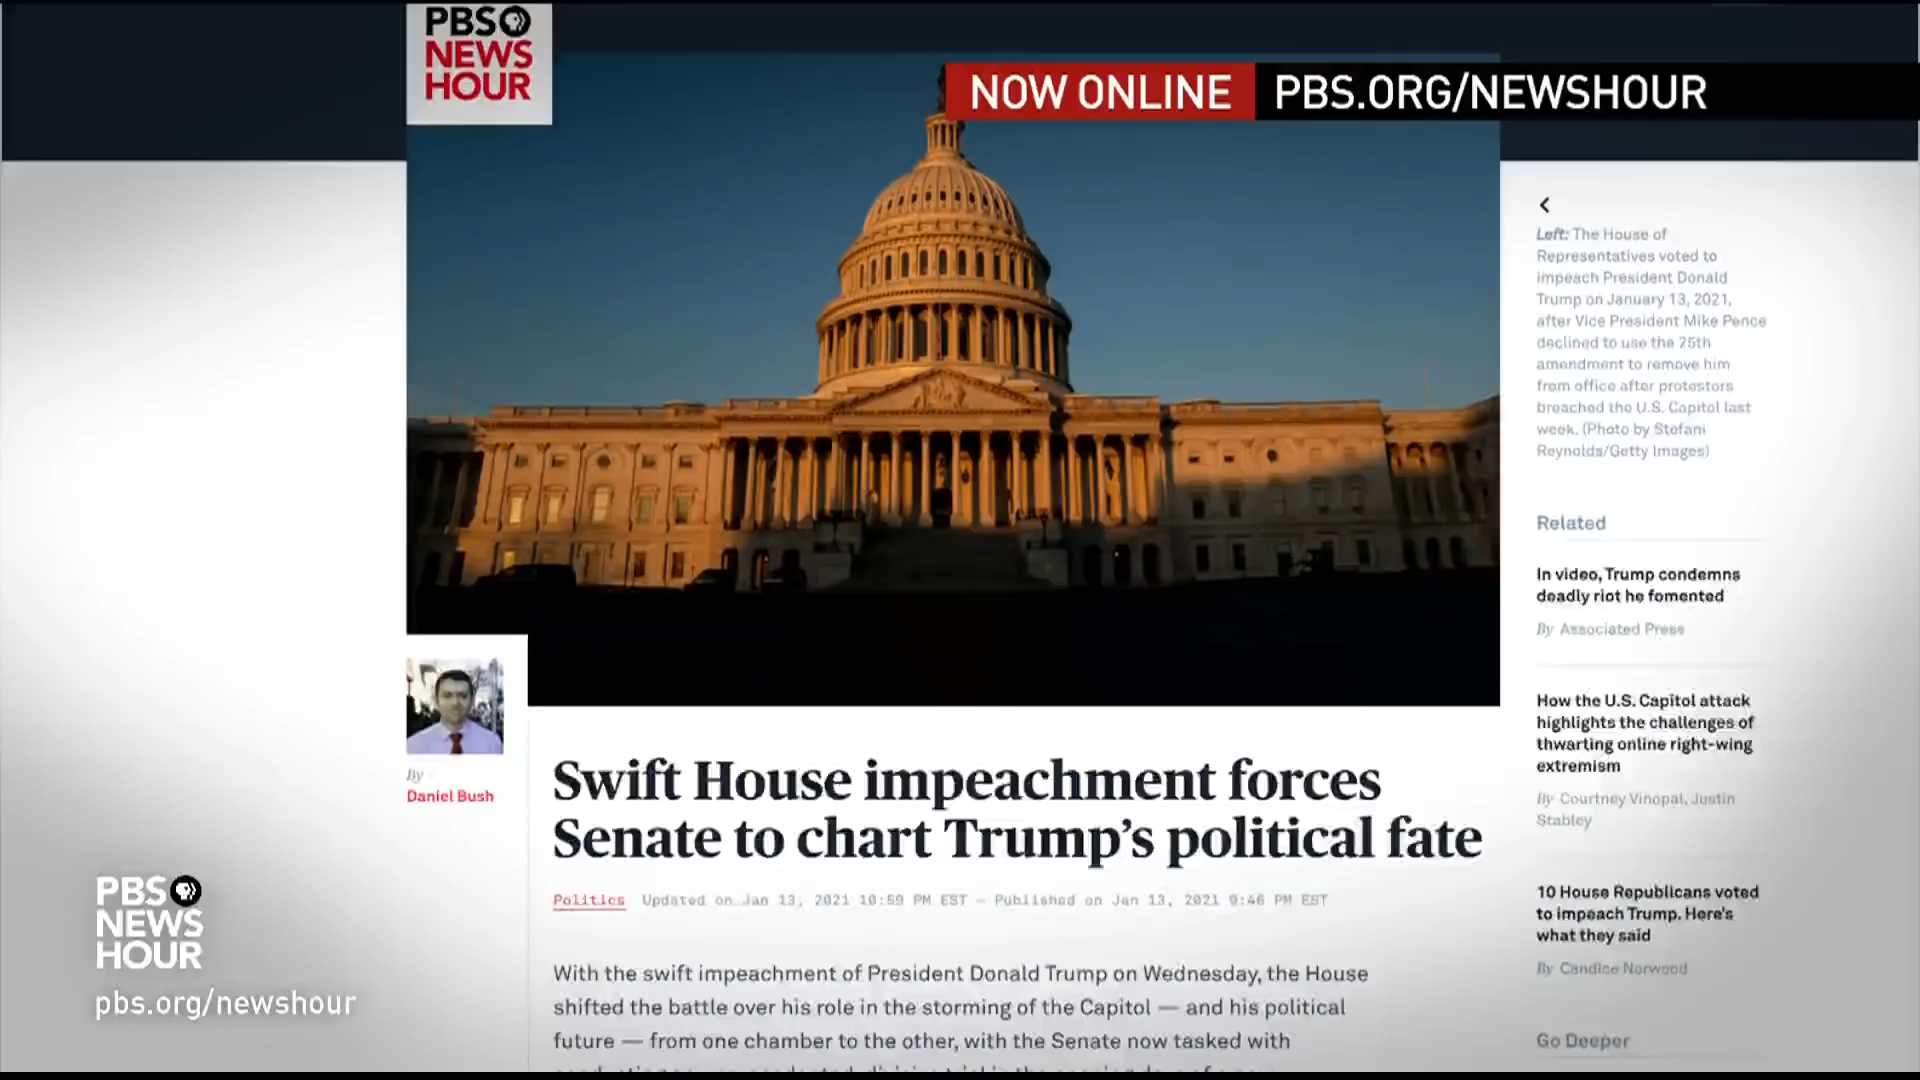 PBS
NEWS
HOUR
NOW ONLINE PBS.ORG/NEWSHOUR
Left: The House of
Representatives voted to
impeach President Donald
Trump on January 13, 2021,
after Vice President Mike Pence
declined to use the 25th
amendment to remove him
from office after protestors
breached the U.S. Capitol last
week. (Photo by Stefani
Reynolds/Getty Images)
Related
In video, Trump condemns
deadly riot he fomented
By Associated Press
How the U.S. Capitol attack
highlights the challenges of
thwarting online right-wing
extremism
By Courtney Vinopal, Justin
Stabley
10 House Republicans voted
to impeach Trump. Here's
what they said
By Candice Norwood
Go Deeper
By
Daniel Bush
Swift House impeachment forces
Senate to chart Trump's political fate
Politics Updated on Jan 13, 2021 10:59 PM EST — Published on Jan 13, 2021 9:46 PM EST
With the swift impeachment of President Donald Trump on Wednesday, the House
shifted the battle over his role in the storming of the Capitol — and his political
future — from one chamber to the other, with the Senate now tasked with
PBS
NEWS
HOUR
pbs.org/newshour